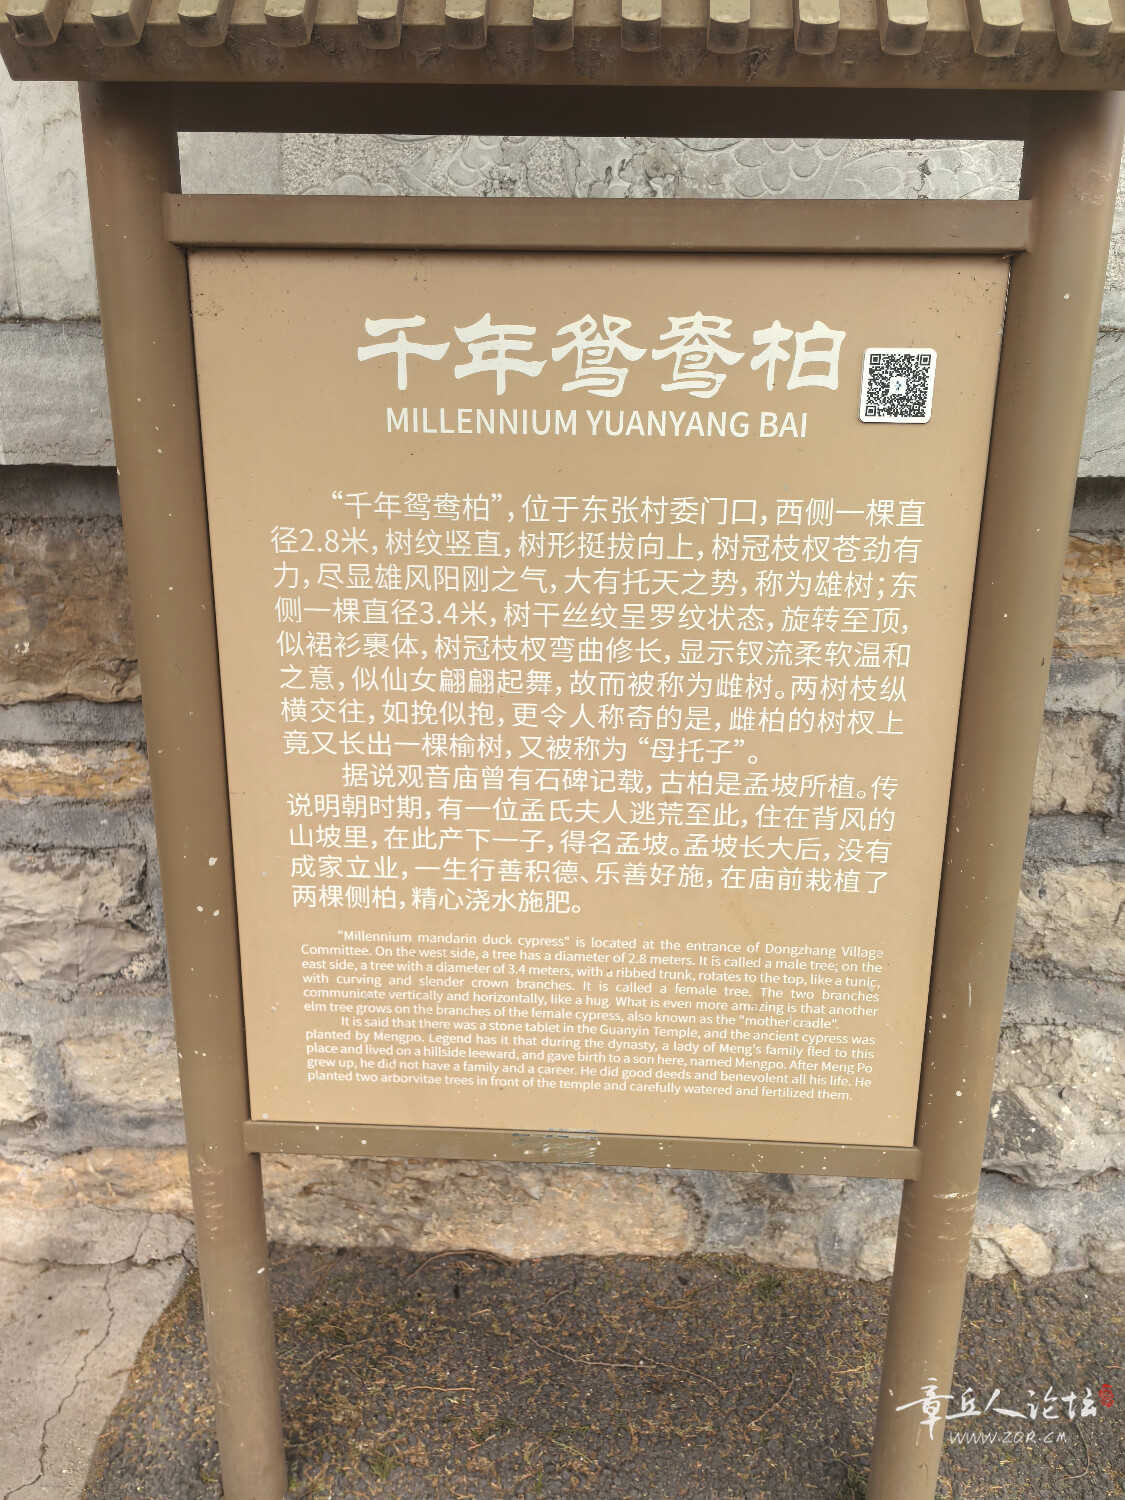 千年鸳鸯柏
MILLENNIUM YUANYANG BAI
“千年鸳鸯柏”，位于东张村委门口，西侧一棵直
径2.8米，树纹竖直，树形挺拔向上，树冠枝杈苍劲有
力，尽显雄风阳刚之气，大有托天之势，称为雄树；东
侧一棵直径3.4米，树干丝纹呈罗纹状态，旋转至顶，
似裙衫裹体，树冠枝杈弯曲修长，显示钗流柔软温和
之意，似仙女翩翩起舞，故而被称为雌树。两树枝纵
横交往，如挽似抱，更令人称奇的是，雌柏的树杈上
竟又长出一棵榆树，又被称为“母托子”。
据说观音庙曾有石碑记载，古柏是孟坡所植。传
说明朝时期，有一位孟氏夫人逃荒至此，住在背风的
山坡里，在此产下一子，得名孟坡。孟坡长大后，没有
成家立业，一生行善积德、乐善好施，在庙前栽植了
两棵侧柏，精心浇水施肥。
"Millennium mandarin duck cypress" is located at the entrance of Dongzhang Village
Committee. On the west side, a tree has a diameter of 2.8 meters. It is called a male tree; on the
east side, a tree with a diameter of 3.4 meters, with a ribbed trunk, rotates to the top, like a tunic,
with curving and slender crown branches. It is called a female tree. The two branches
communicate vertically and horizontally, like a hug. What is even more amazing is that another
elm tree grows on the branches of the female cypress, also known as the "mother cradle".
It is said that there was a stone tablet in the Guanyin Temple, and the ancient cypress was
planted by Mengpo. Legend has it that during the dynasty, a lady of Meng's family fled to this
place and lived on a hillside leeward, and gave birth to a son here, named Mengpo. After Meng Po
grew up, he did not have a family and a career. He did good deeds and benevolent all his life. He
planted two arborvitae trees in front of the temple and carefully watered and fertilized them.
章丘人论坛
WWW.ZQR.CM